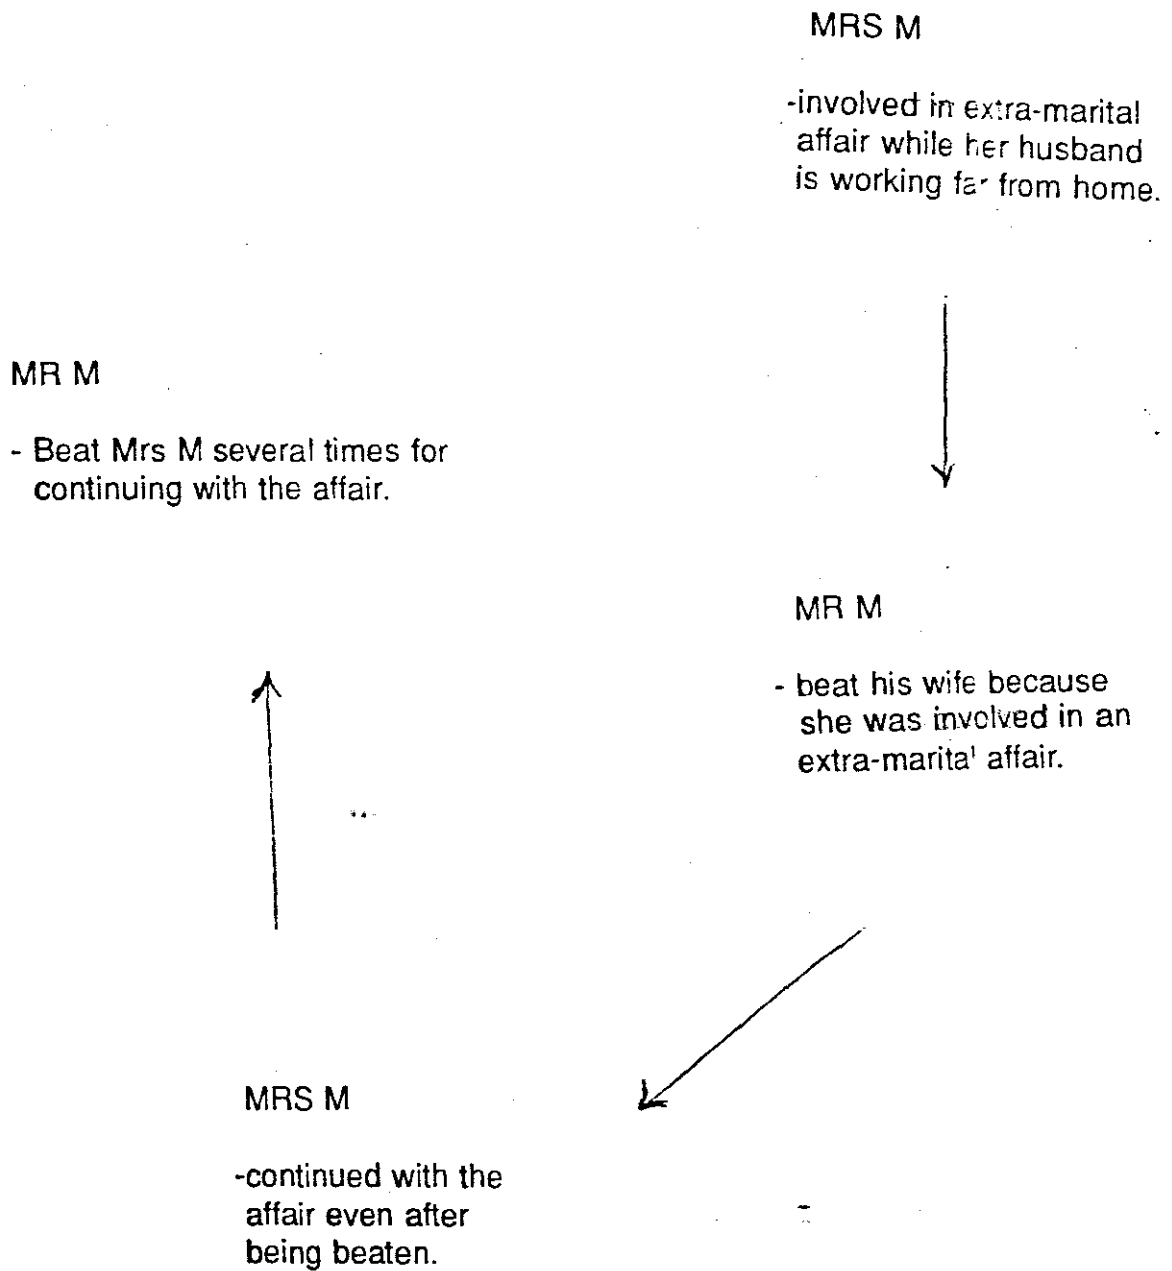 MRS M
-involved in extra-marital
affair while her husband
is working far from home.
MR M
- beat his wife because
she was involved in an
extra-marital affair.
MRS M
-continued with the
affair even after
being beaten.
MR M
- Beat Mrs M several times for
continuing with the affair.